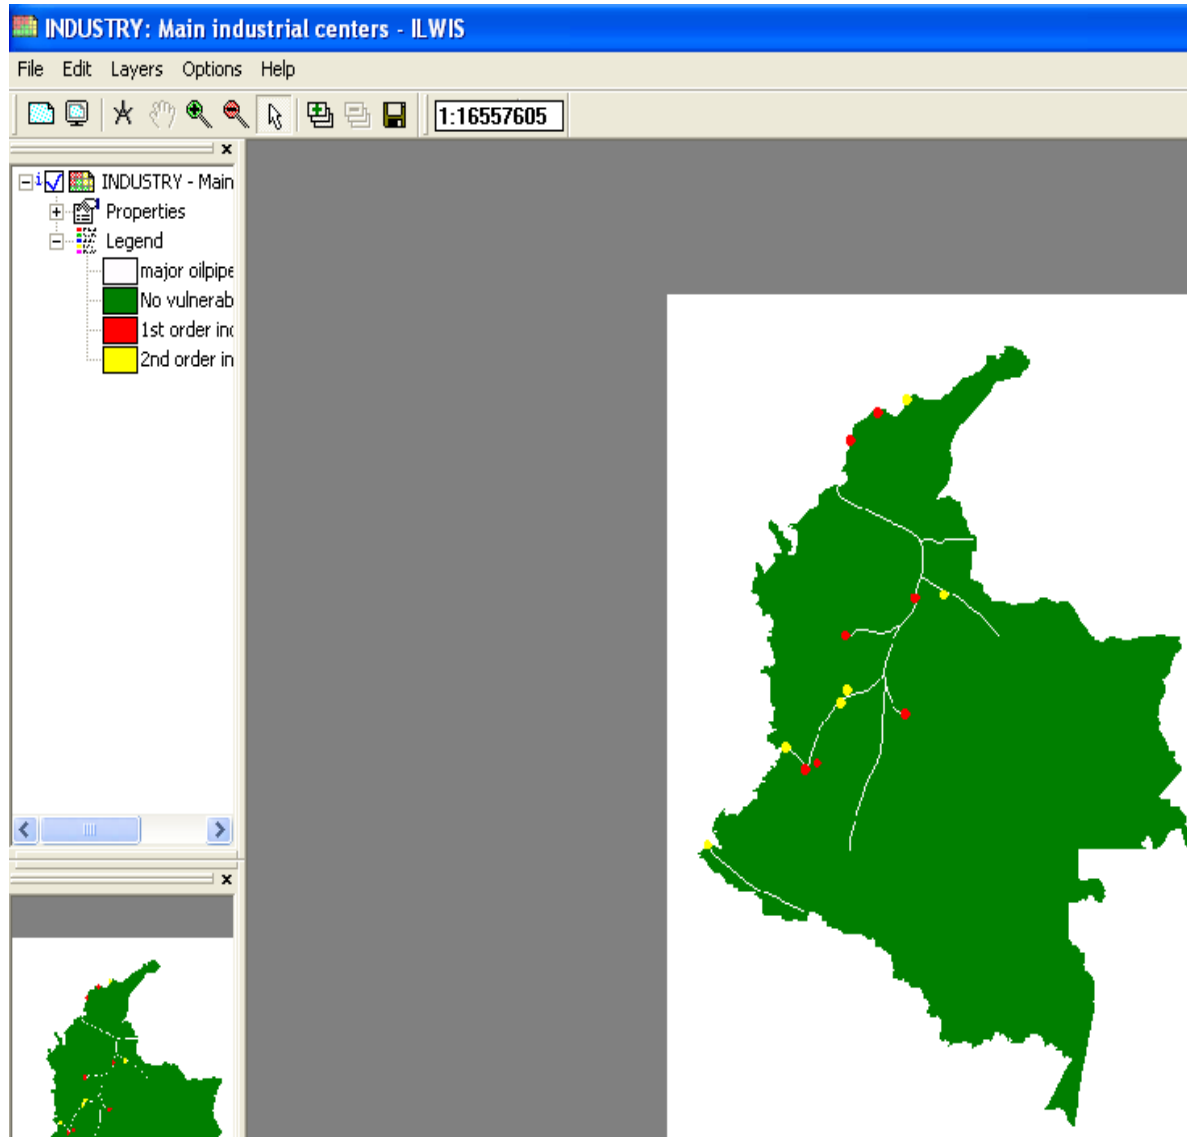 INDUSTRY: Main industrial centers - ILWIS
File Edit Layers Options Help
1:16557605
INDUSTRY - Main
Properties
Legend
major oilpipe
No vulnerab
1st order ind
2nd order in